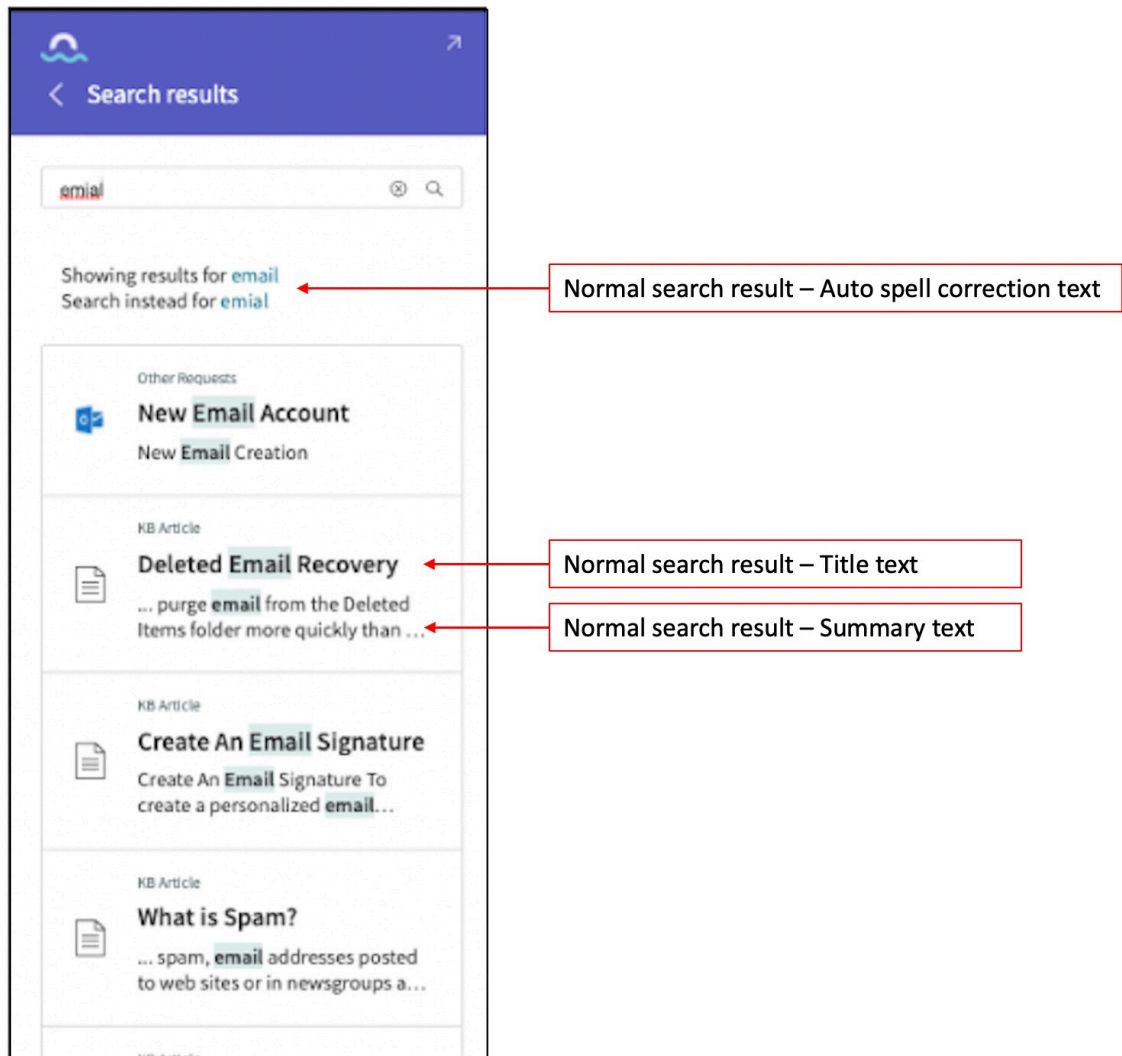 Search results
emial
Showing results for email
Search instead for emial
Normal search result – Auto spell correction text
Other Requests
New Email Account
New Email Creation
KB Article
Deleted Email Recovery
Normal search result – Title text
... purge email from the Deleted
Items folder more quickly than ...
Normal search result – Summary text
KB Article
Create An Email Signature
Create An Email Signature To
create a personalized email...
KB Article
What is Spam?
... spam, email addresses posted
to web sites or in newsgroups a...